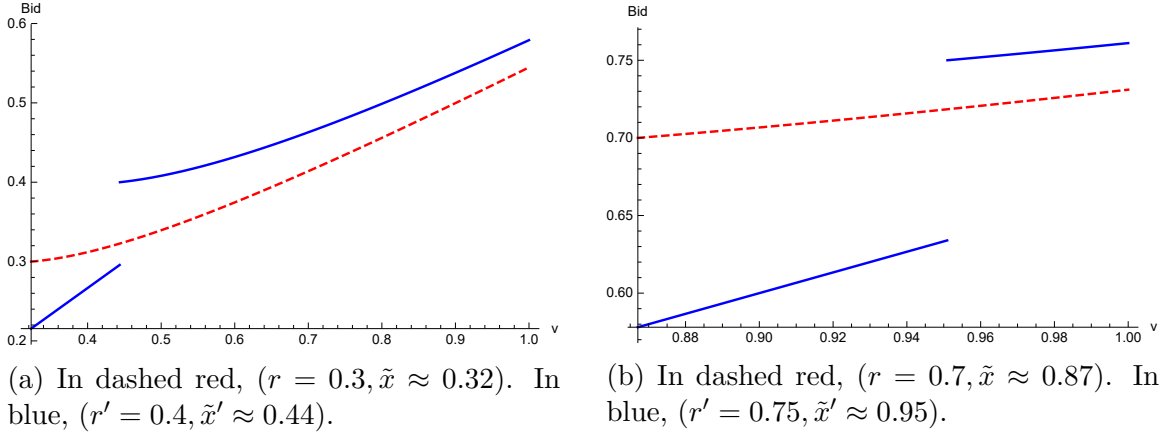 Bid
0.6
0.5
0.4
0.3
0.2
0.4 0.5 0.6 0.7 0.8 0.9 1.0 v
(a) In dashed red, (r = 0.3, x̃ ≈ 0.32). In
blue, (r′ = 0.4, x̃′ ≈ 0.44).
Bid
0.75
0.70
0.65
0.60
0.88 0.90 0.92 0.94 0.96 0.98 1.00 v
(b) In dashed red, (r = 0.7, x̃ ≈ 0.87). In
blue, (r′ = 0.75, x̃′ ≈ 0.95).